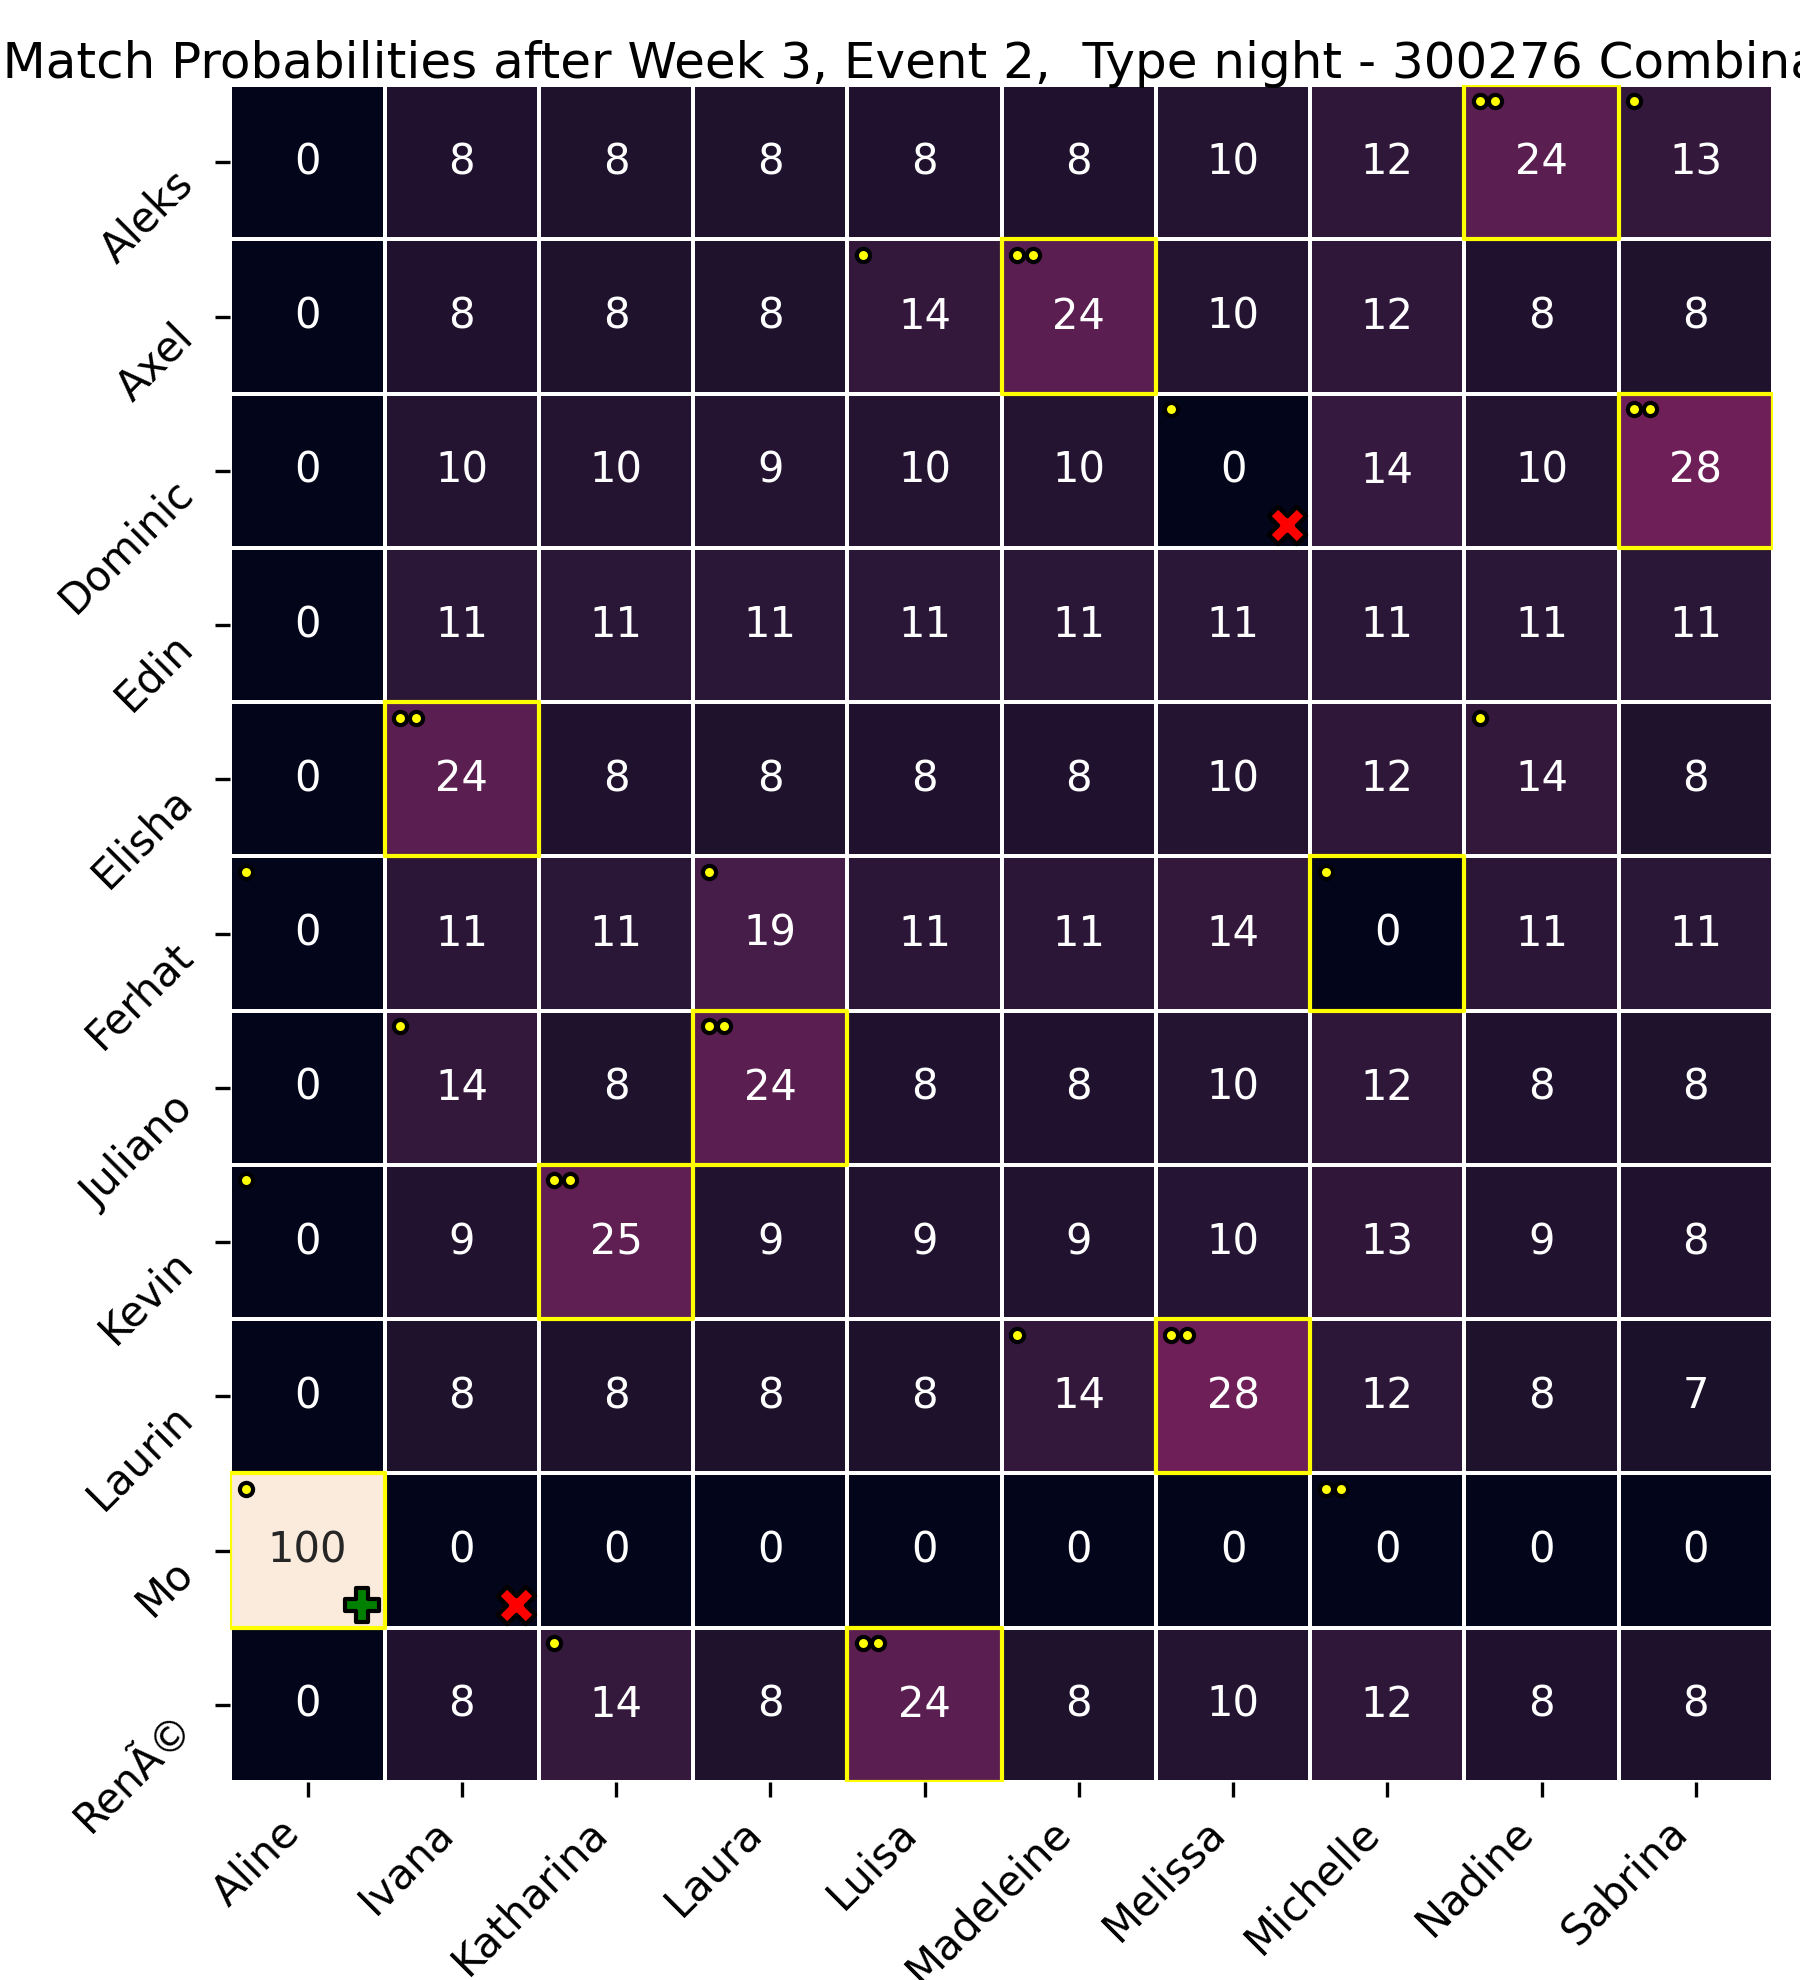 Match Probabilities after Week 3, Event 2,  Type night - 300276 Combina
Aleks 0 8 8 8 8 8 10 12 24 13
Axel 0 8 8 8 14 24 10 12 8 8
Dominic 0 10 10 9 10 10 0 14 10 28
Edin 0 11 11 11 11 11 11 11 11 11
Elisha 0 24 8 8 8 8 10 12 14 8
Ferhat 0 11 11 19 11 11 14 0 11 11
Juliano 0 14 8 24 8 8 10 12 8 8
Kevin 0 9 25 9 9 9 10 13 9 8
Laurin 0 8 8 8 8 14 28 12 8 7
Mo 100 0 0 0 0 0 0 0 0 0
RenÃ© 0 8 14 8 24 8 10 12 8 8
Aline Ivana Katharina Laura Luisa Madeleine Melissa Michelle Nadine Sabrina